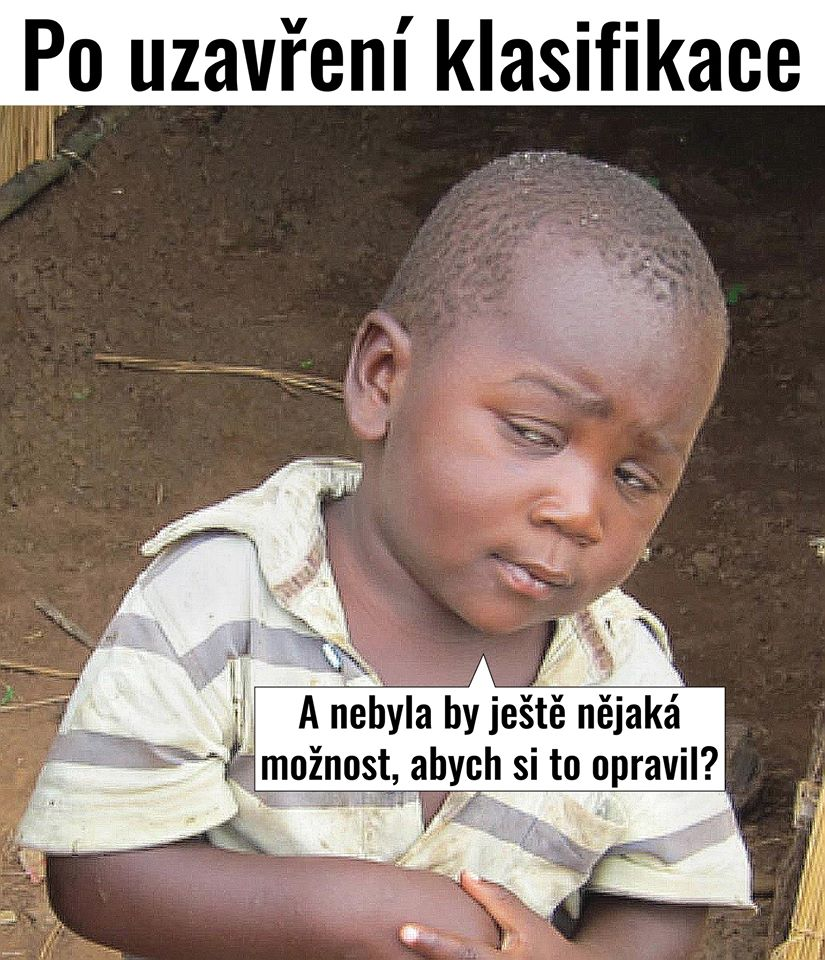 Po uzavření klasifikace
A nebyla by ještě nějaká
možnost, abych si to opravil?